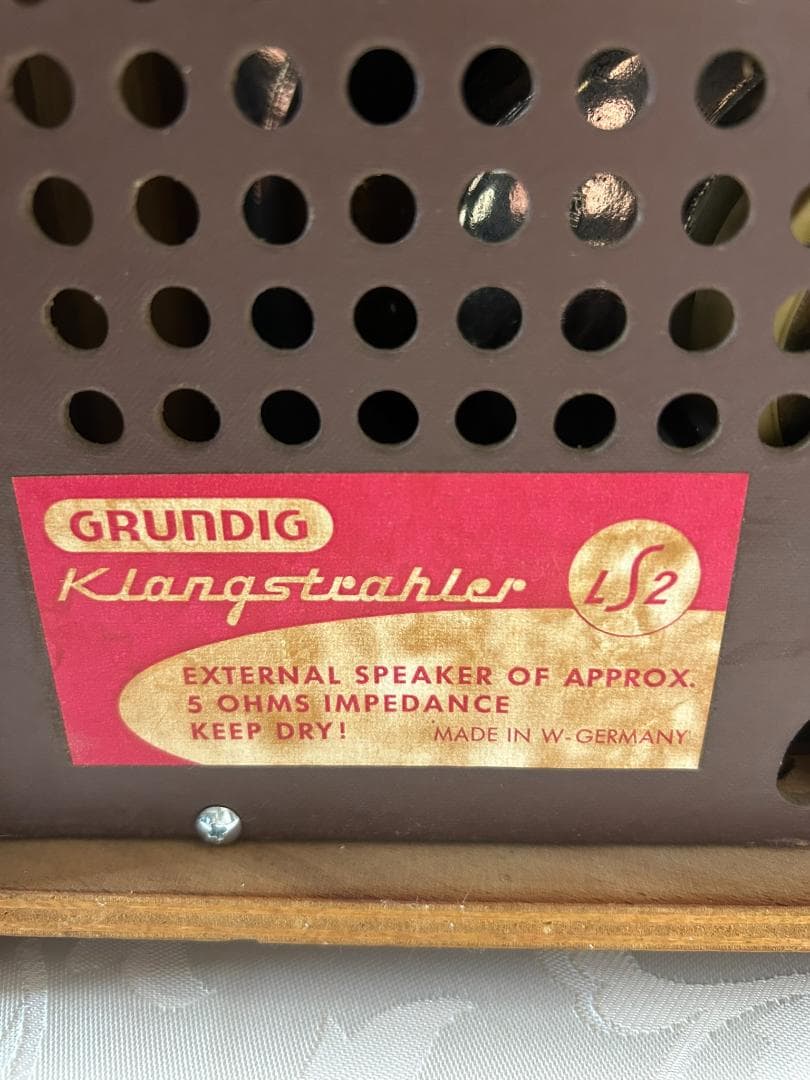 GRUNDIG
Klangstrahler
LS2
EXTERNAL SPEAKER OF APPROX.
5 OHMS IMPEDANCE
KEEP DRY!
MADE IN W-GERMANY